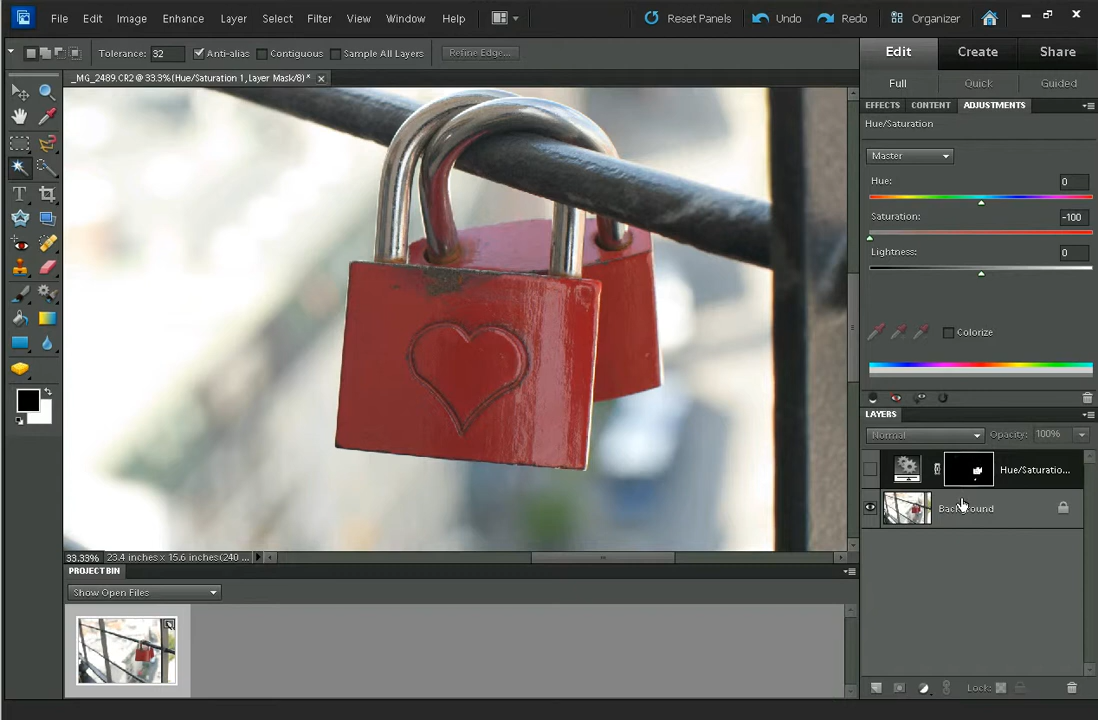 File Edit Image Enhance Layer Select Filter View Window Help Reset Panels Undo Redo Organizer
Tolerance: 32 Anti-alias Contiguous Sample All Layers Refine Edge...
Edit Create Share
_MG_2489.CR2 @ 33.3% (Hue/Saturation 1, Layer Mask/8) *
Full Quick Guided
EFFECTS CONTENT ADJUSTMENTS
Hue/Saturation
Master
Hue: 0
Saturation: -100
Lightness: 0
Colorize
LAYERS
Normal Opacity: 100%
Hue/Saturatio...
Background
33.33% 23.4 inches x 15.6 inches (240 ...
PROJECT BIN
Show Open Files
Lock:
T